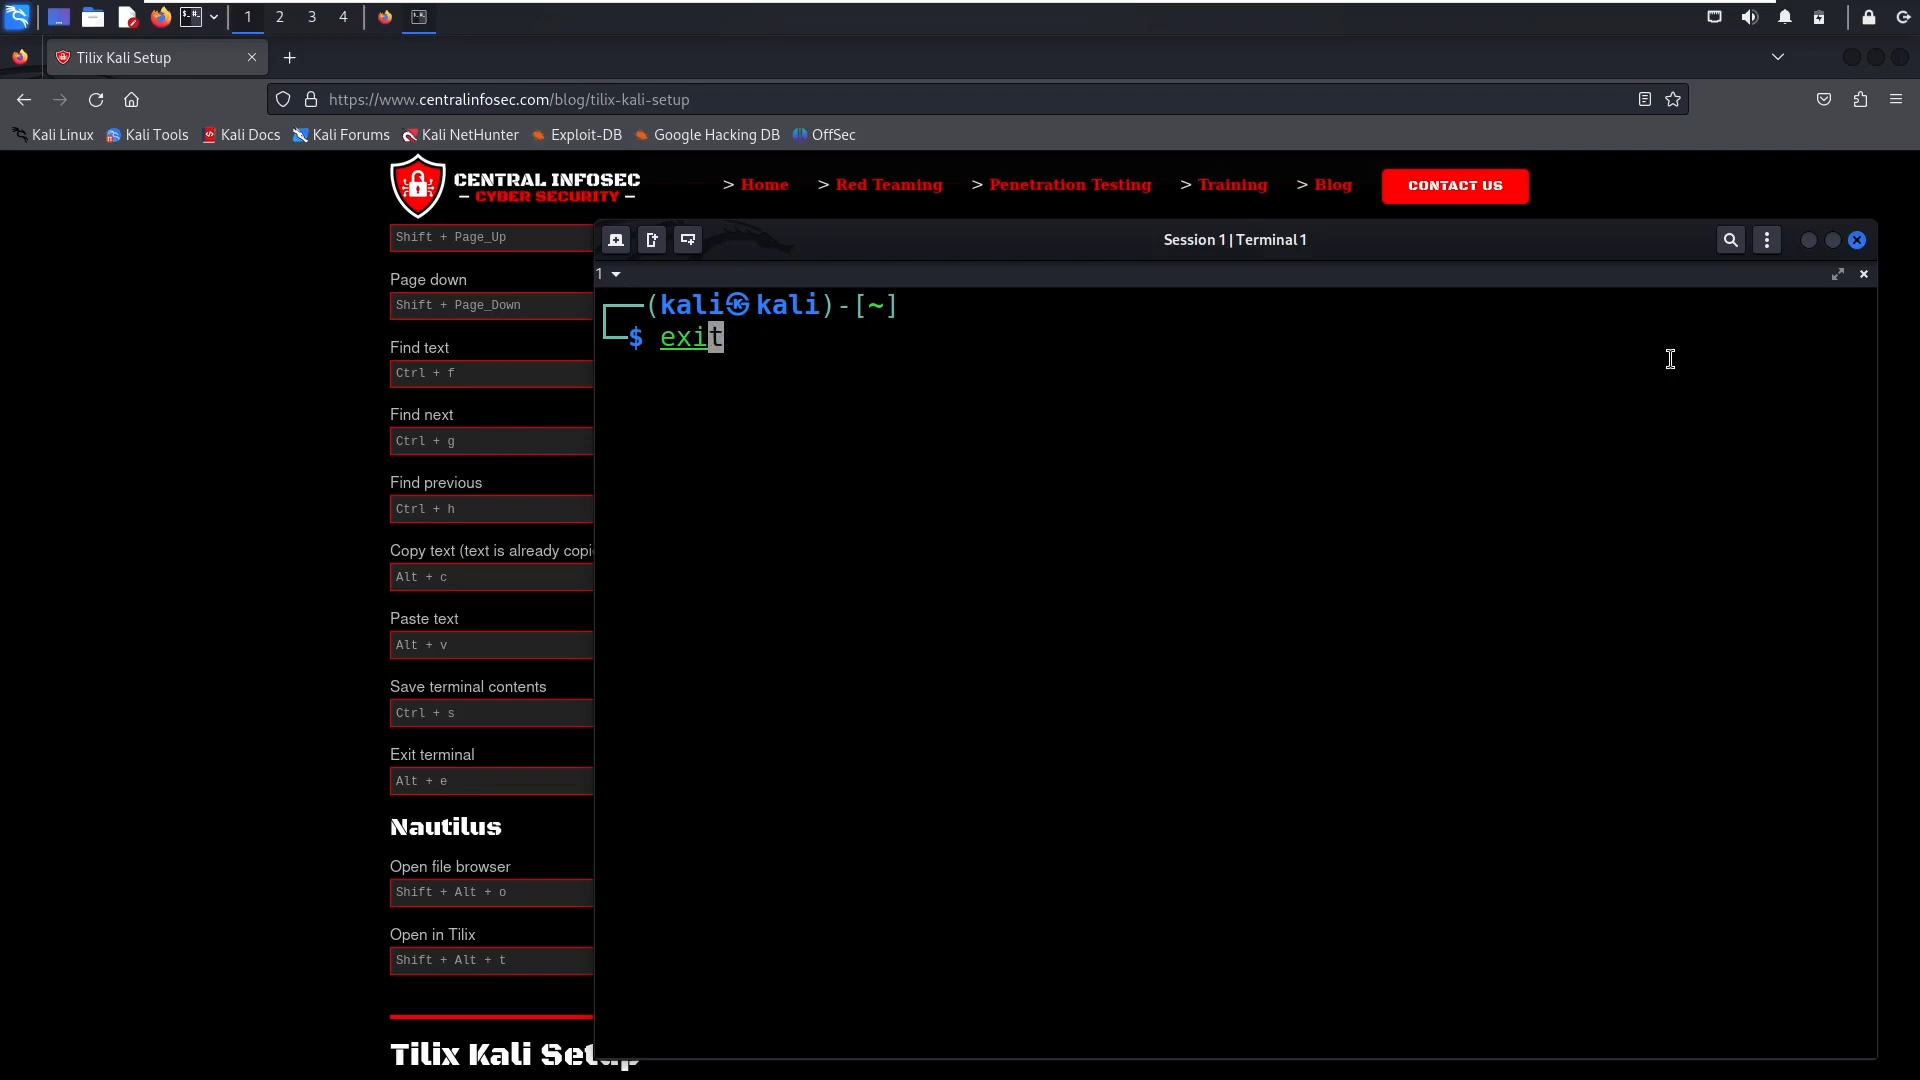 1 2 3 4
Tilix Kali Setup
https://www.centralinfosec.com/blog/tilix-kali-setup
Kali Linux Kali Tools Kali Docs Kali Forums Kali NetHunter Exploit-DB Google Hacking DB OffSec
CENTRAL INFOSEC
– CYBER SECURITY –
> Home > Red Teaming > Penetration Testing > Training > Blog CONTACT US
Shift + Page_Up
Page down
Shift + Page_Down
Find text
Ctrl + f
Find next
Ctrl + g
Find previous
Ctrl + h
Copy text (text is already copi
Alt + c
Paste text
Alt + v
Save terminal contents
Ctrl + s
Exit terminal
Alt + e
Nautilus
Open file browser
Shift + Alt + o
Open in Tilix
Shift + Alt + t
Tilix Kali Setup
Session 1 | Terminal 1
1
┌──(kali㉿kali)-[~]
└─$ exit